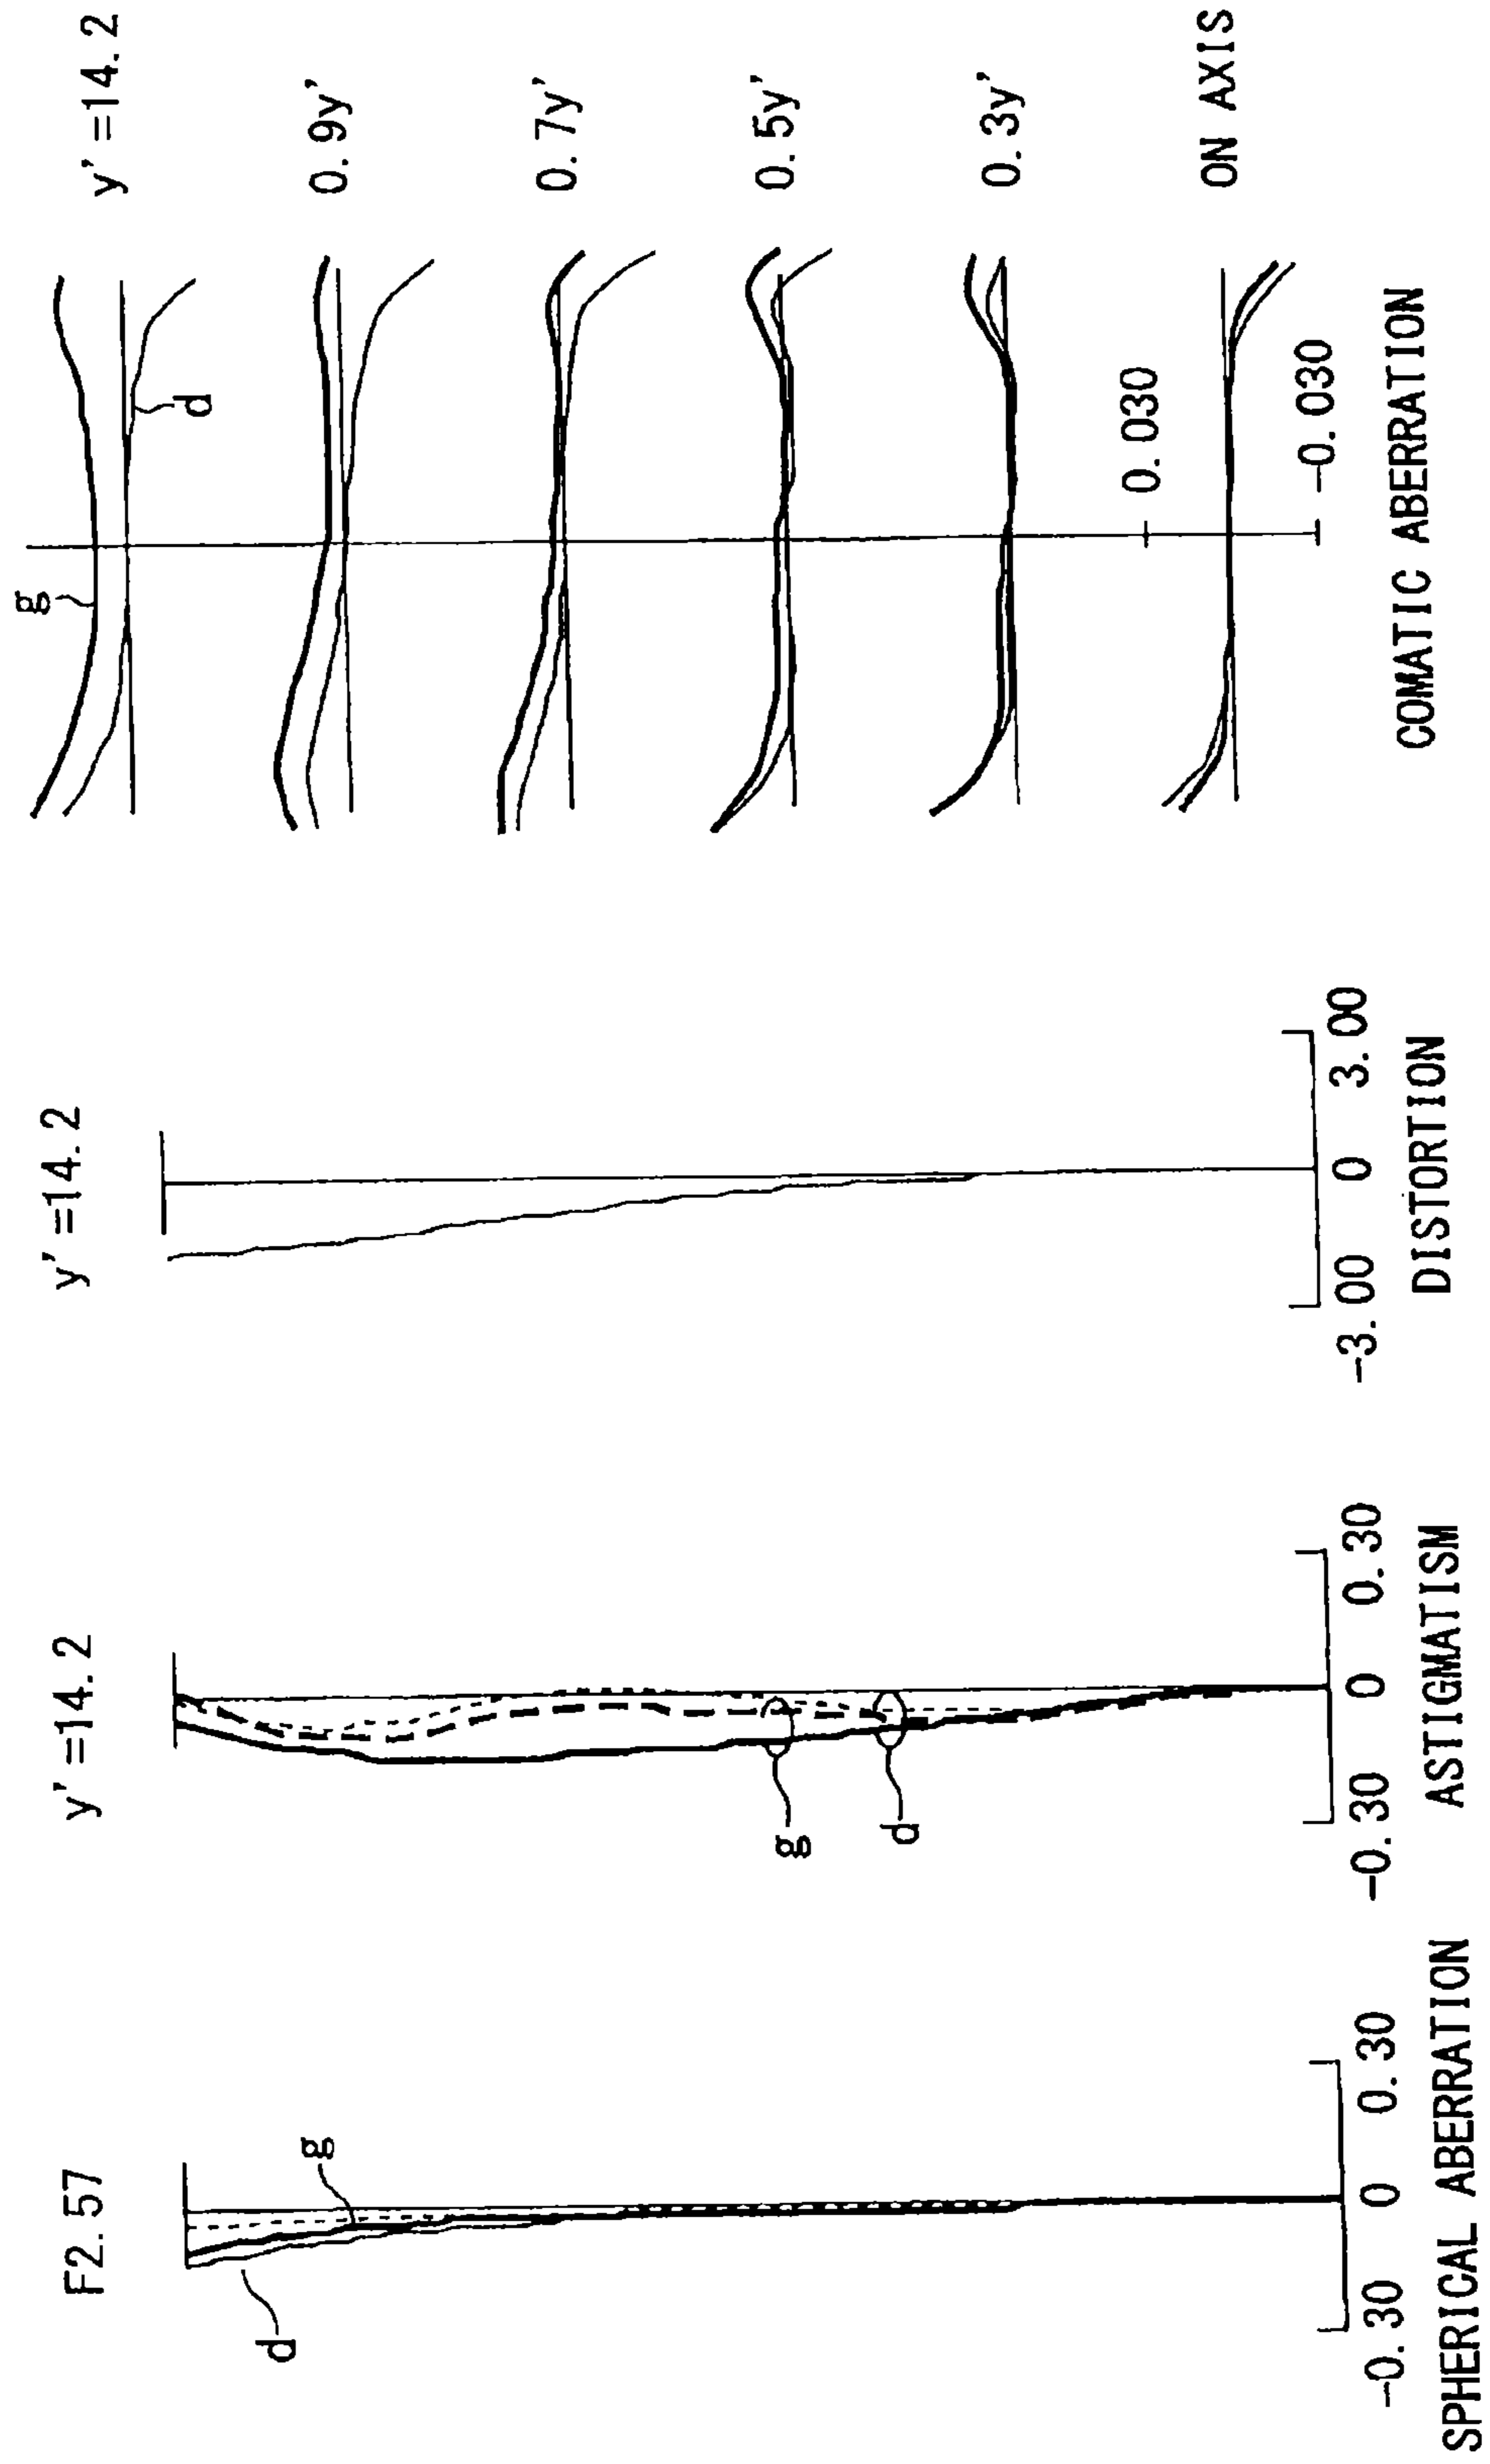 F2. 57
d
g
-0. 30
0
0. 30
SPHERICAL ABERRATION
y' =14. 2
g
d
-0. 30
0
0. 30
ASTIGMATISM
y' =14. 2
-3. 00
0
3. 00
DISTORTION
y' =14. 2
g
d
0. 9y'
0. 7y'
0. 5y'
0. 3y'
0. 030
ON AXIS
-0. 030
COMATIC ABERRATION